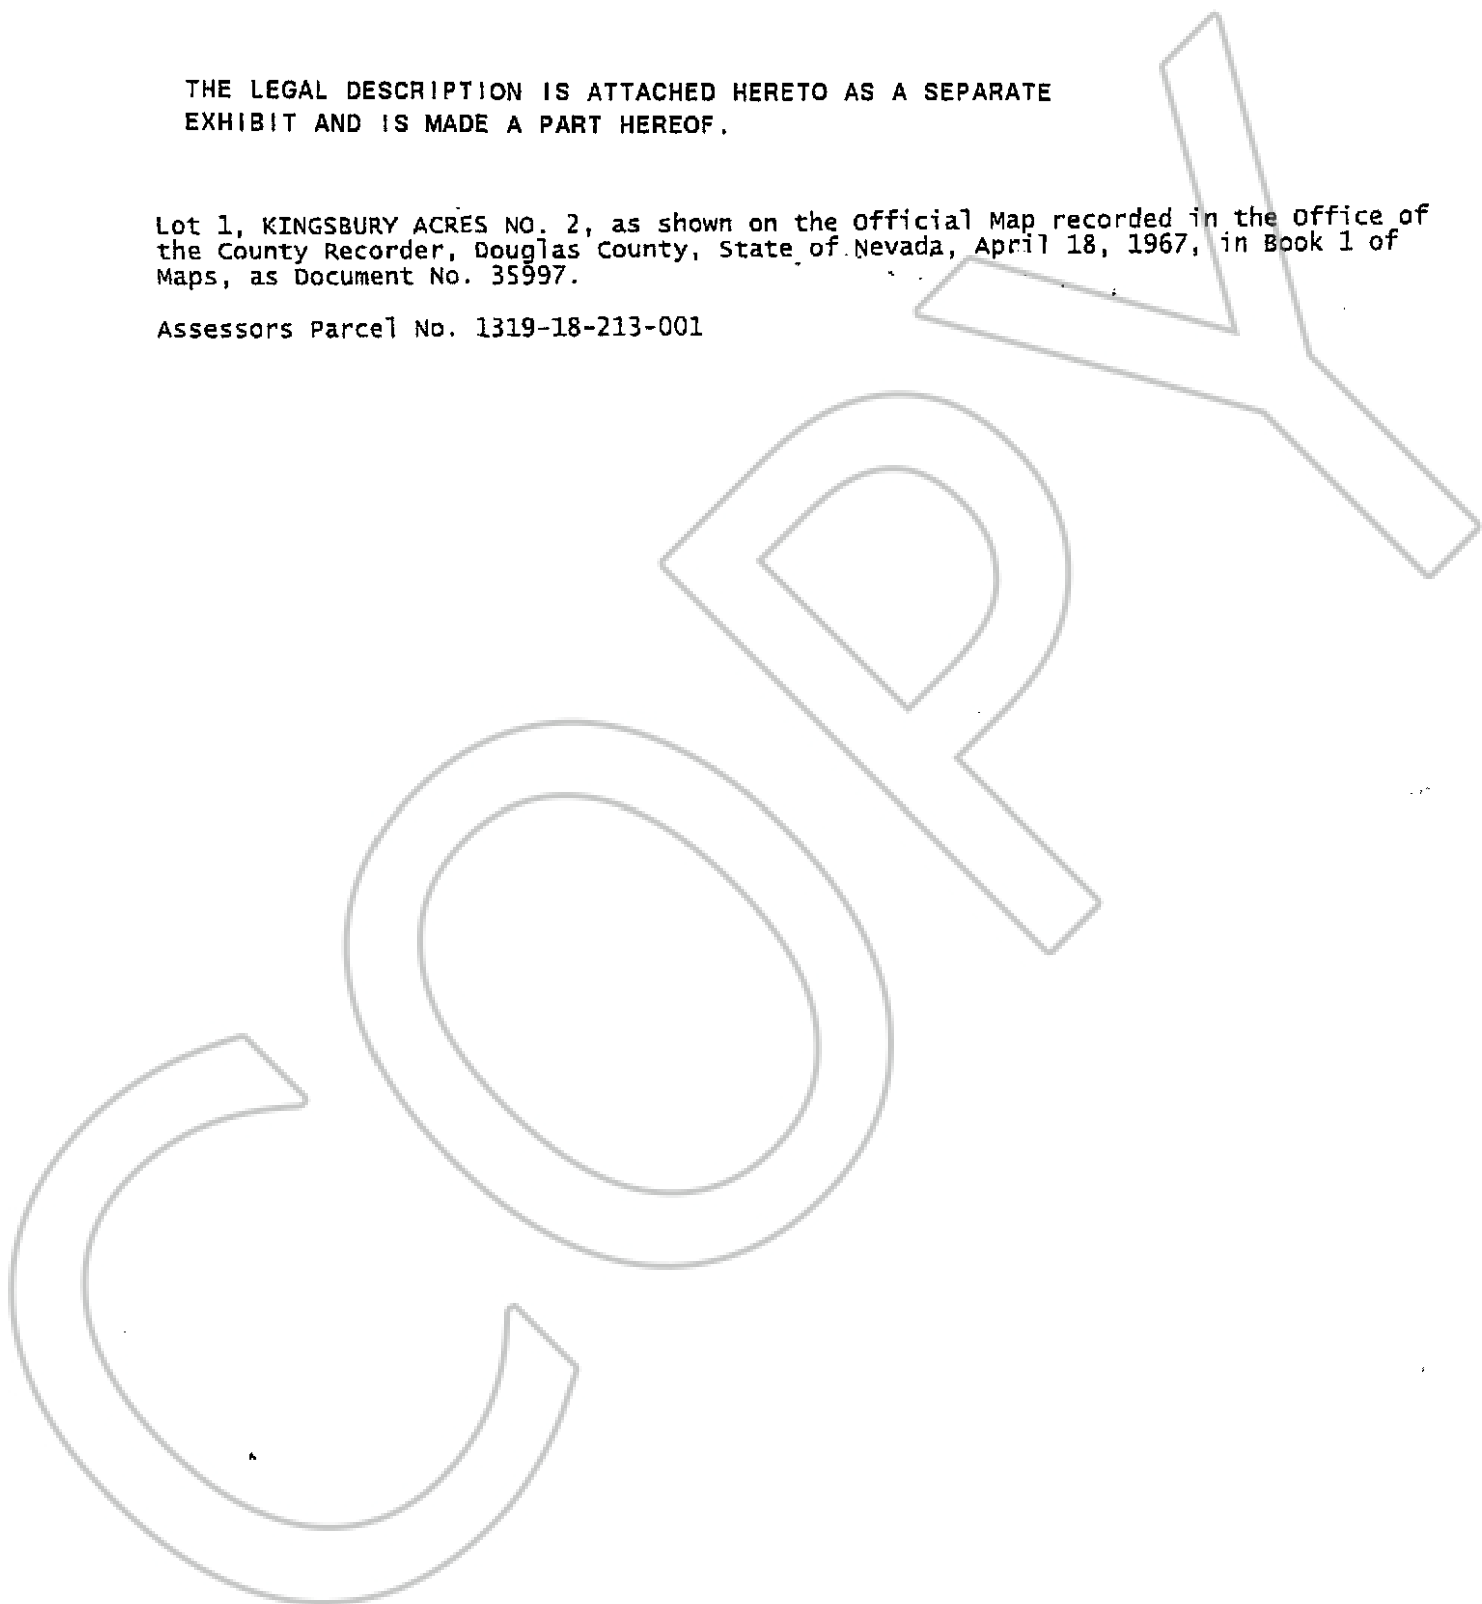 THE LEGAL DESCRIPTION IS ATTACHED HERETO AS A SEPARATE
EXHIBIT AND IS MADE A PART HEREOF.
Lot 1, KINGSBURY ACRES NO. 2, as shown on the Official Map recorded in the Office of
the County Recorder, Douglas County, State of Nevada, April 18, 1967, in Book 1 of
Maps, as Document No. 35997.
Assessors Parcel No. 1319-18-213-001
COPY